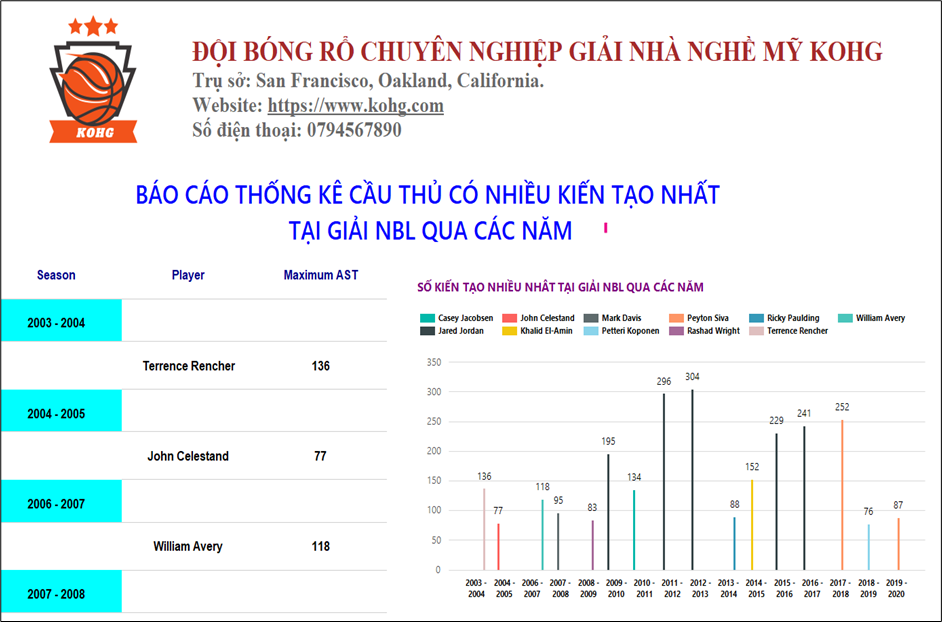 KOHG
ĐỘI BÓNG RỔ CHUYÊN NGHIỆP GIẢI NHÀ NGHỀ MỸ KOHG
Trụ sở: San Francisco, Oakland, California.
Website: https://www.kohg.com
Số điện thoại: 0794567890
BÁO CÁO THỐNG KÊ CẦU THỦ CÓ NHIỀU KIẾN TẠO NHẤT
TẠI GIẢI NBL QUA CÁC NĂM
Season Player Maximum AST
2003 - 2004
Terrence Rencher 136
2004 - 2005
John Celestand 77
2006 - 2007
William Avery 118
2007 - 2008
SỐ KIẾN TẠO NHIỀU NHẤT TẠI GIẢI NBL QUA CÁC NĂM
Casey Jacobsen John Celestand Mark Davis Peyton Siva Ricky Paulding William Avery
Jared Jordan Khalid El-Amin Petteri Koponen Rashad Wright Terrence Rencher
350
300
250
200
150
100
50
0
136
77
118
95
83
195
134
296
304
88
152
229
241
252
76
87
2003 - 2004 - 2006 - 2007 - 2008 - 2009 - 2010 - 2011 - 2012 - 2013 - 2014 - 2015 - 2016 - 2017 - 2018 - 2019 -
2004 2005 2007 2008 2009 2010 2011 2012 2013 2014 2015 2016 2017 2018 2019 2020